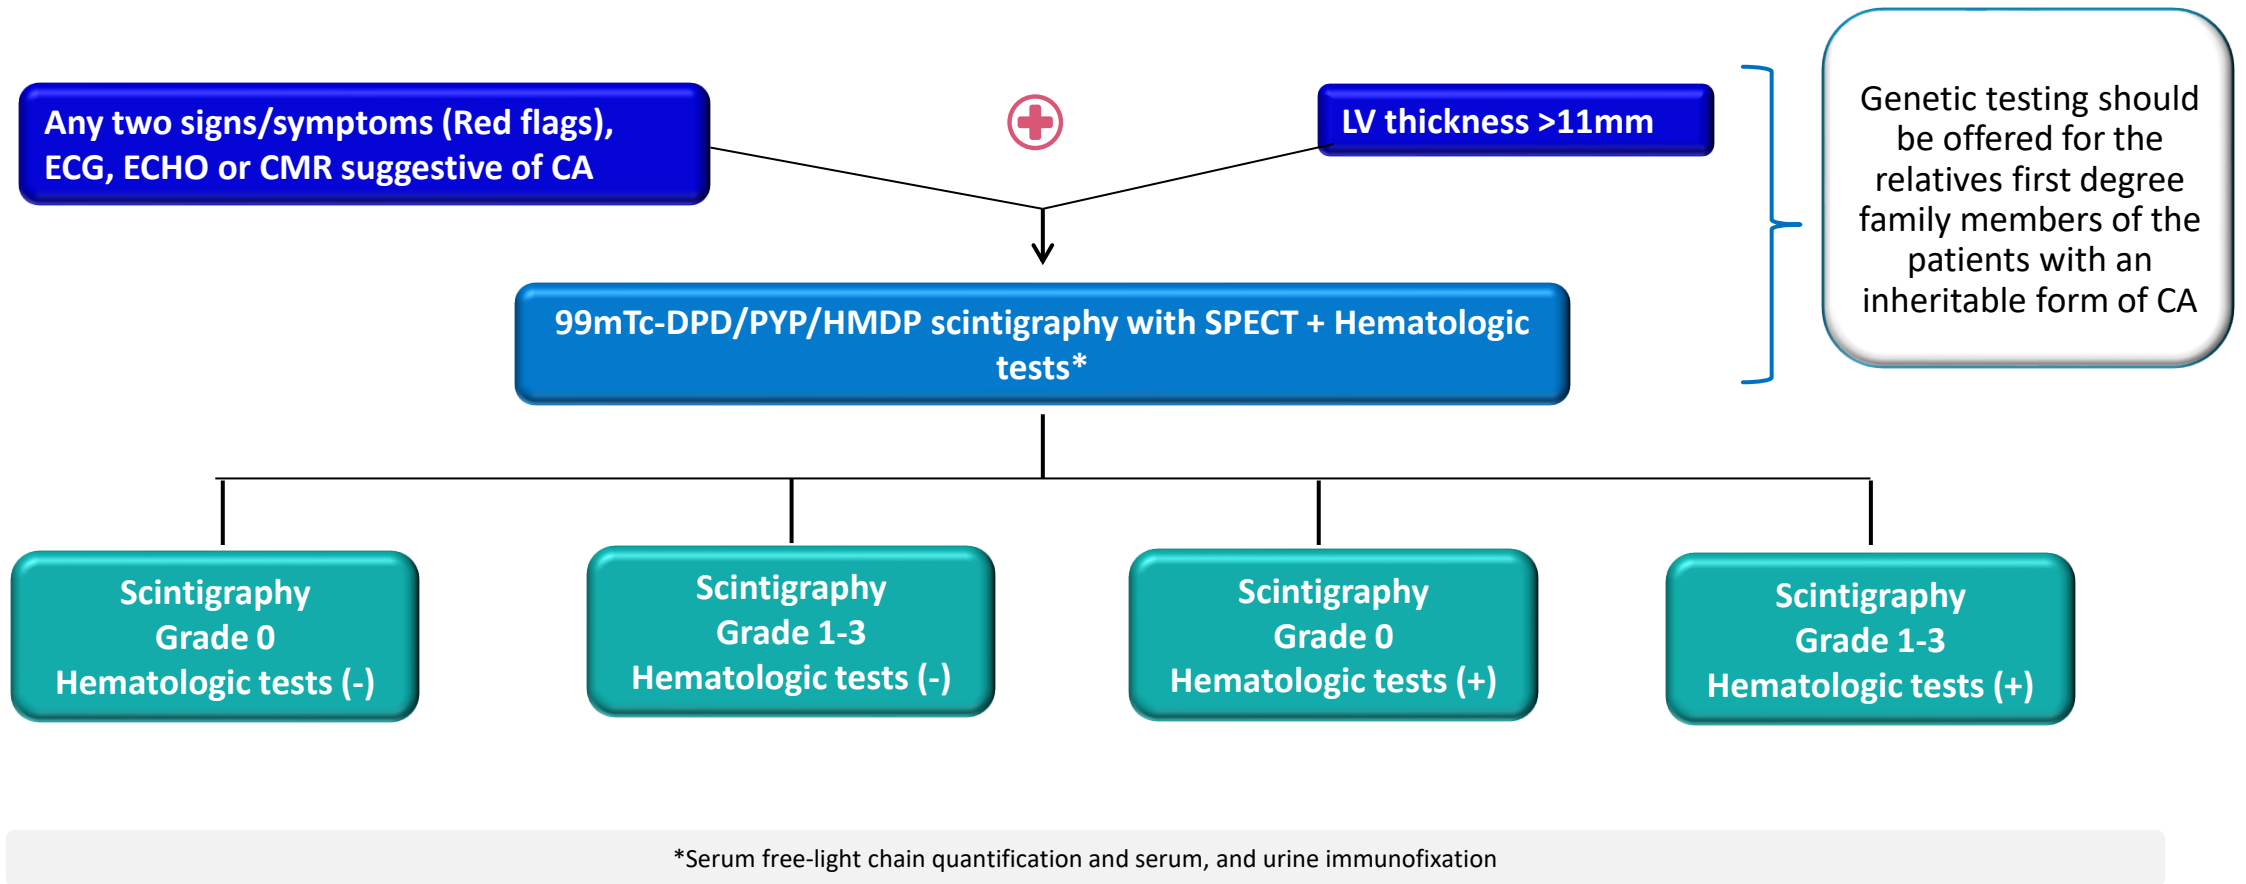 Any two signs/symptoms (Red flags),
ECG, ECHO or CMR suggestive of CA
LV thickness >11mm
Genetic testing should
be offered for the
relatives first degree
family members of the
patients with an
inheritable form of CA
99mTc-DPD/PYP/HMDP scintigraphy with SPECT + Hematologic
tests*
Scintigraphy
Grade 0
Hematologic tests (-)
Scintigraphy
Grade 1-3
Hematologic tests (-)
Scintigraphy
Grade 0
Hematologic tests (+)
Scintigraphy
Grade 1-3
Hematologic tests (+)
*Serum free-light chain quantification and serum, and urine immunofixation